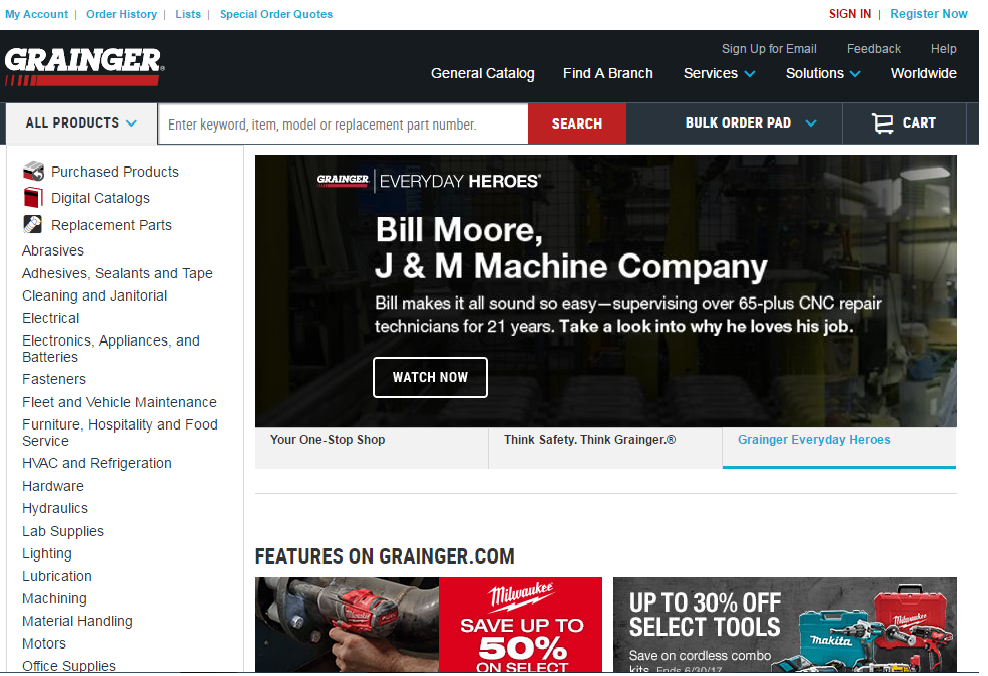 My Account | Order History | Lists | Special Order Quotes
SIGN IN | Register Now
GRAINGER®
Sign Up for Email Feedback Help
General Catalog Find A Branch Services Solutions Worldwide
ALL PRODUCTS
Enter keyword, item, model or replacement part number.
SEARCH
BULK ORDER PAD
CART
Purchased Products
Digital Catalogs
Replacement Parts
Abrasives
Adhesives, Sealants and Tape
Cleaning and Janitorial
Electrical
Electronics, Appliances, and
Batteries
Fasteners
Fleet and Vehicle Maintenance
Furniture, Hospitality and Food
Service
HVAC and Refrigeration
Hardware
Hydraulics
Lab Supplies
Lighting
Lubrication
Machining
Material Handling
Motors
Office Supplies
GRAINGER | EVERYDAY HEROES®
Bill Moore,
J & M Machine Company
Bill makes it all sound so easy—supervising over 65-plus CNC repair
technicians for 21 years. Take a look into why he loves his job.
WATCH NOW
Your One-Stop Shop
Think Safety. Think Grainger.®
Grainger Everyday Heroes
FEATURES ON GRAINGER.COM
Milwaukee
SAVE UP TO
50%
ON SELECT
UP TO 30% OFF
SELECT TOOLS
Save on cordless combo
kits. Ends 6/30/17
Makita
Milwaukee